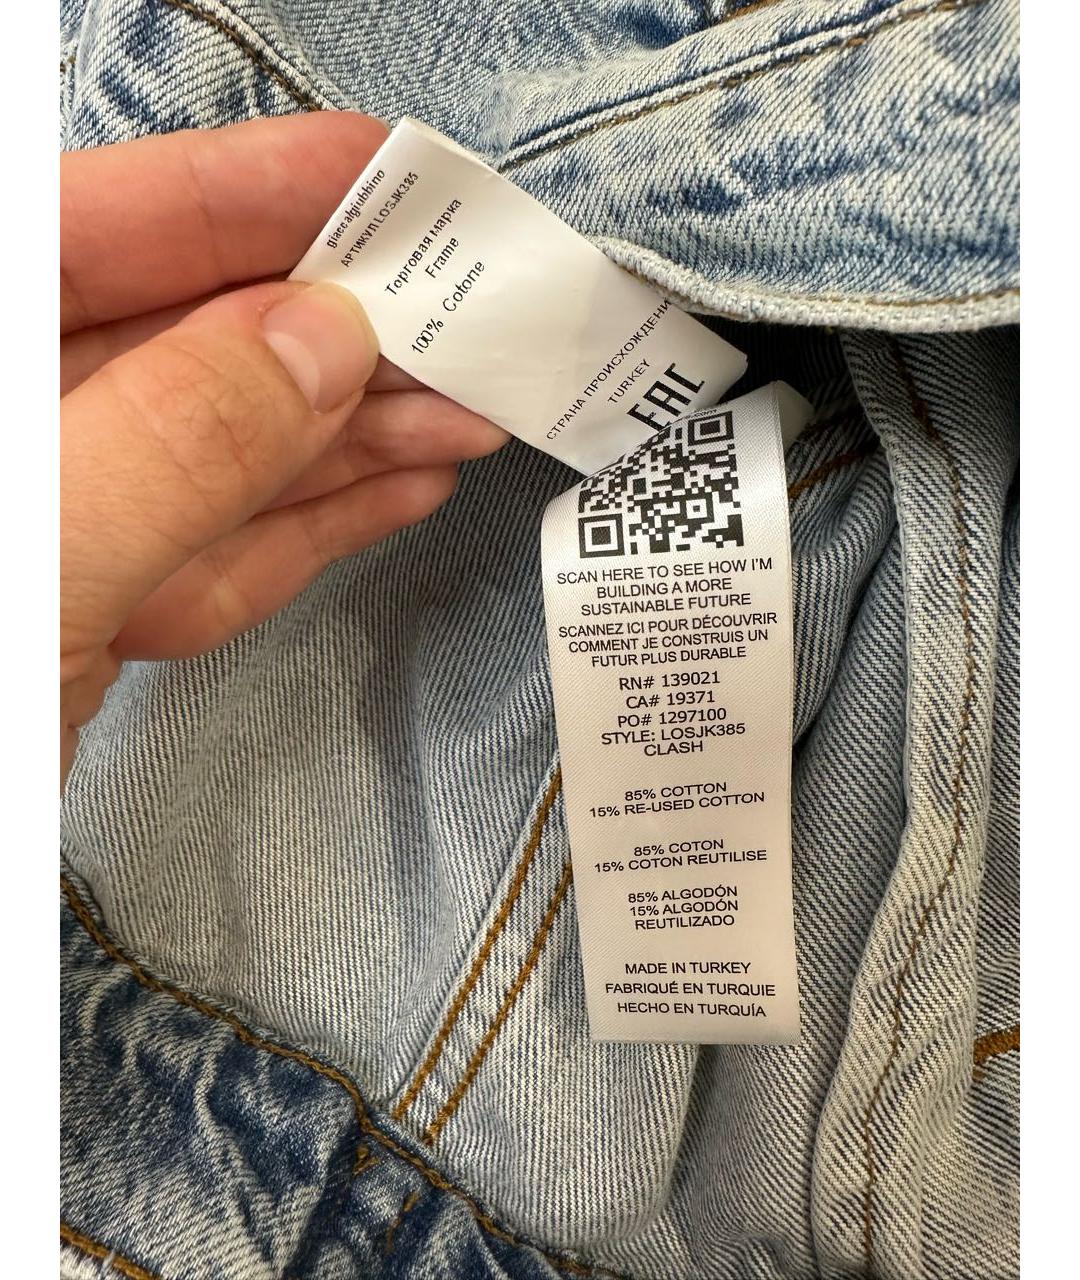 giaccalgiubbino
АРТИКУЛ LOSJK385
Торговая марка
Frame
100% Cotone
СТРАНА ПРОИСХОЖДЕНИ
TURKEY
EAC
SCAN HERE TO SEE HOW I'M
BUILDING A MORE
SUSTAINABLE FUTURE
SCANNEZ ICI POUR DÉCOUVRIR
COMMENT JE CONSTRUIS UN
FUTUR PLUS DURABLE
RN# 139021
CA# 19371
PO# 1297100
STYLE: LOSJK385
CLASH
85% COTTON
15% RE-USED COTTON
85% COTON
15% COTON REUTILISE
85% ALGODÓN
15% ALGODÓN
REUTILIZADO
MADE IN TURKEY
FABRIQUÉ EN TURQUIE
HECHO EN TURQUÍA